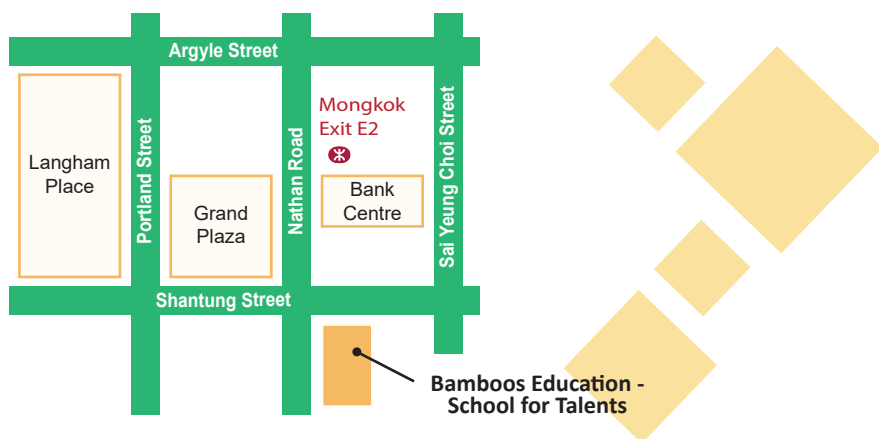 Argyle Street
Mongkok
Exit E2
Langham
Place
Portland Street
Grand
Plaza
Nathan Road
Bank
Centre
Sai Yeung Choi Street
Shantung Street
Bamboos Education -
School for Talents